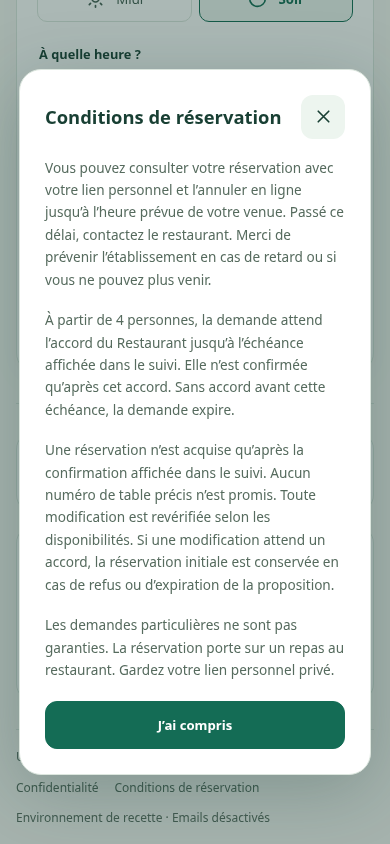 Midi
Soir
À quelle heure ?
Conditions de réservation
Vous pouvez consulter votre réservation avec
votre lien personnel et l’annuler en ligne
jusqu’à l’heure prévue de votre venue. Passé ce
délai, contactez le restaurant. Merci de
prévenir l’établissement en cas de retard ou si
vous ne pouvez plus venir.
À partir de 4 personnes, la demande attend
l’accord du Restaurant jusqu’à l’échéance
affichée dans le suivi. Elle n’est confirmée
qu’après cet accord. Sans accord avant cette
échéance, la demande expire.
Une réservation n’est acquise qu’après la
confirmation affichée dans le suivi. Aucun
numéro de table précis n’est promis. Toute
modification est revérifiée selon les
disponibilités. Si une modification attend un
accord, la réservation initiale est conservée en
cas de refus ou d’expiration de la proposition.
Les demandes particulières ne sont pas
garanties. La réservation porte sur un repas au
restaurant. Gardez votre lien personnel privé.
J’ai compris
Confidentialité Conditions de réservation
Environnement de recette · Emails désactivés